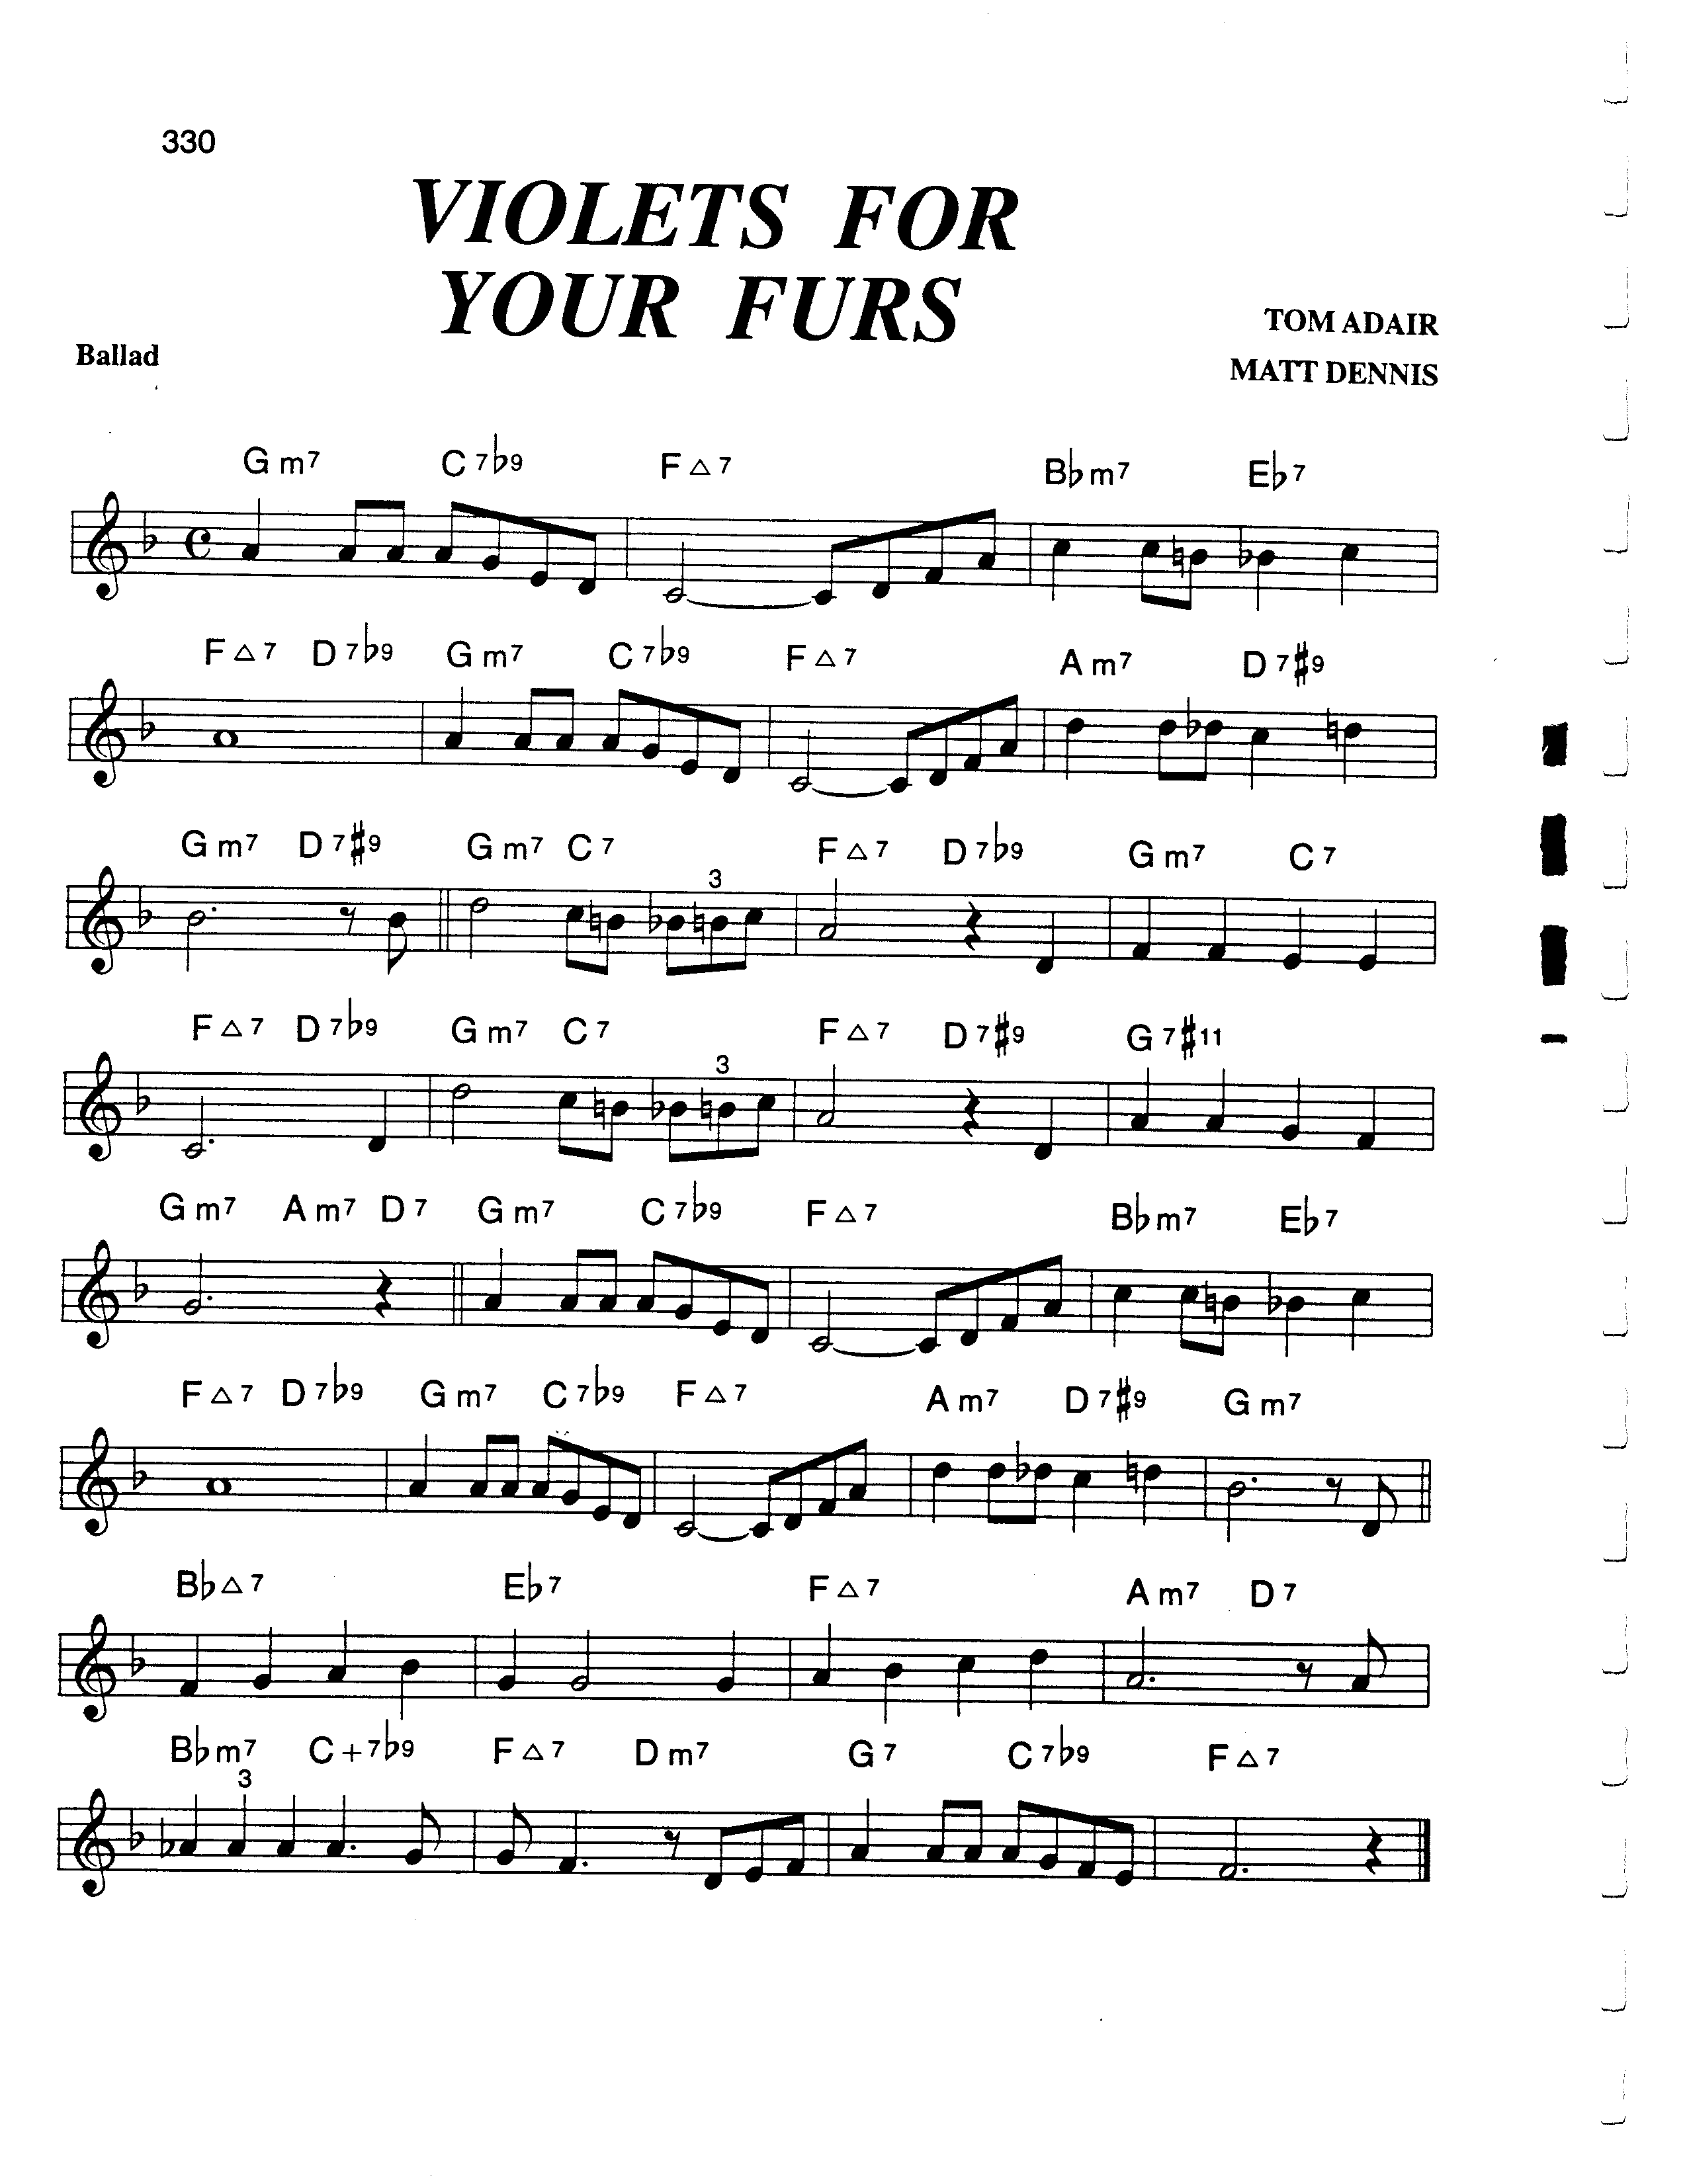 330
VIOLETS FOR
YOUR FURS
TOM ADAIR
Ballad
MATT DENNIS
Gm7 C7♭9 F△7 B♭m7 E♭7
F△7 D7♭9 Gm7 C7♭9 F△7 Am7 D7♯9
Gm7 D7♯9 Gm7 C7 F△7 D7♭9 Gm7 C7
3
F△7 D7♭9 Gm7 C7 F△7 D7♯9 G7♯11
3
Gm7 Am7 D7 Gm7 C7♭9 F△7 B♭m7 E♭7
F△7 D7♭9 Gm7 C7♭9 F△7 Am7 D7♯9 Gm7
B♭△7 E♭7 F△7 Am7 D7
B♭m7 C+7♭9 F△7 Dm7 G7 C7♭9 F△7
3